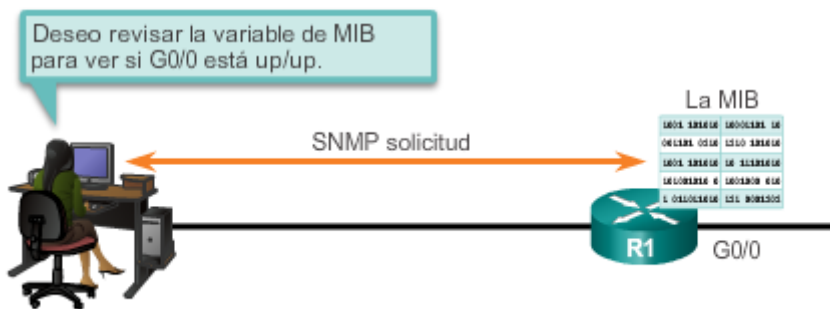 Deseo revisar la variable de MIB
para ver si G0/0 está up/up.
La MIB
SNMP solicitud
R1
G0/0